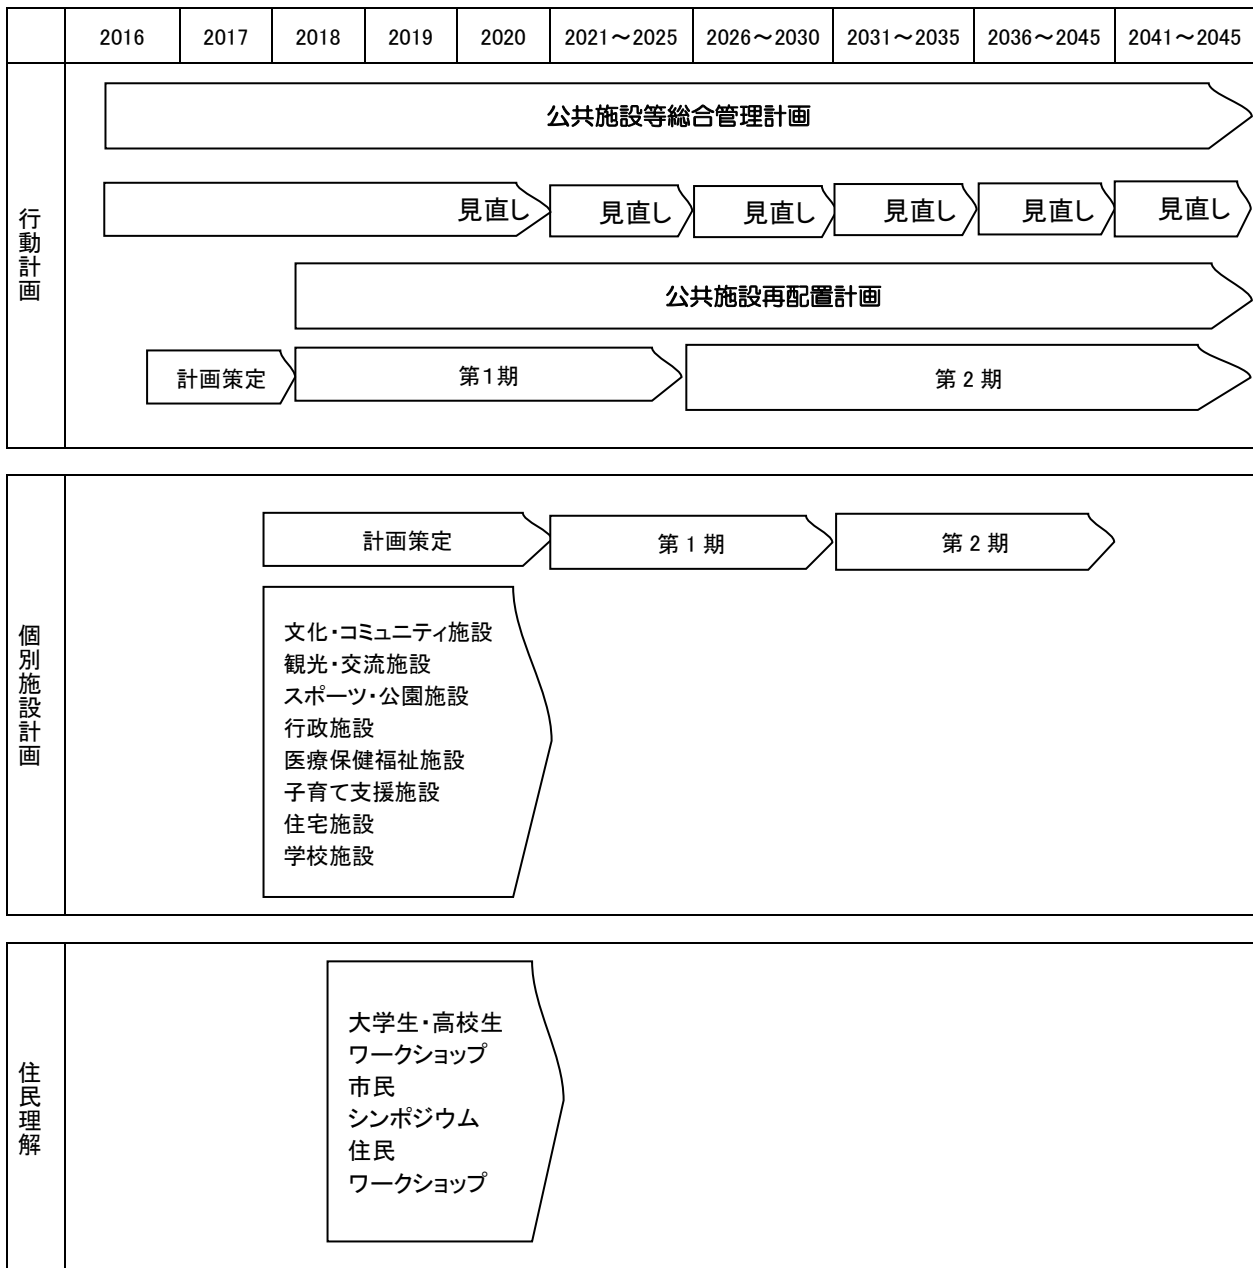 2016 2017 2018 2019 2020 2021～2025 2026～2030 2031～2035 2036～2045 2041～2045
行動計画
公共施設等総合管理計画
見直し 見直し 見直し 見直し 見直し 見直し
公共施設再配置計画
計画策定 第1期 第2期
個別施設計画
計画策定 第1期 第2期
文化・コミュニティ施設
観光・交流施設
スポーツ・公園施設
行政施設
医療保健福祉施設
子育て支援施設
住宅施設
学校施設
住民理解
大学生・高校生
ワークショップ
市民
シンポジウム
住民
ワークショップ